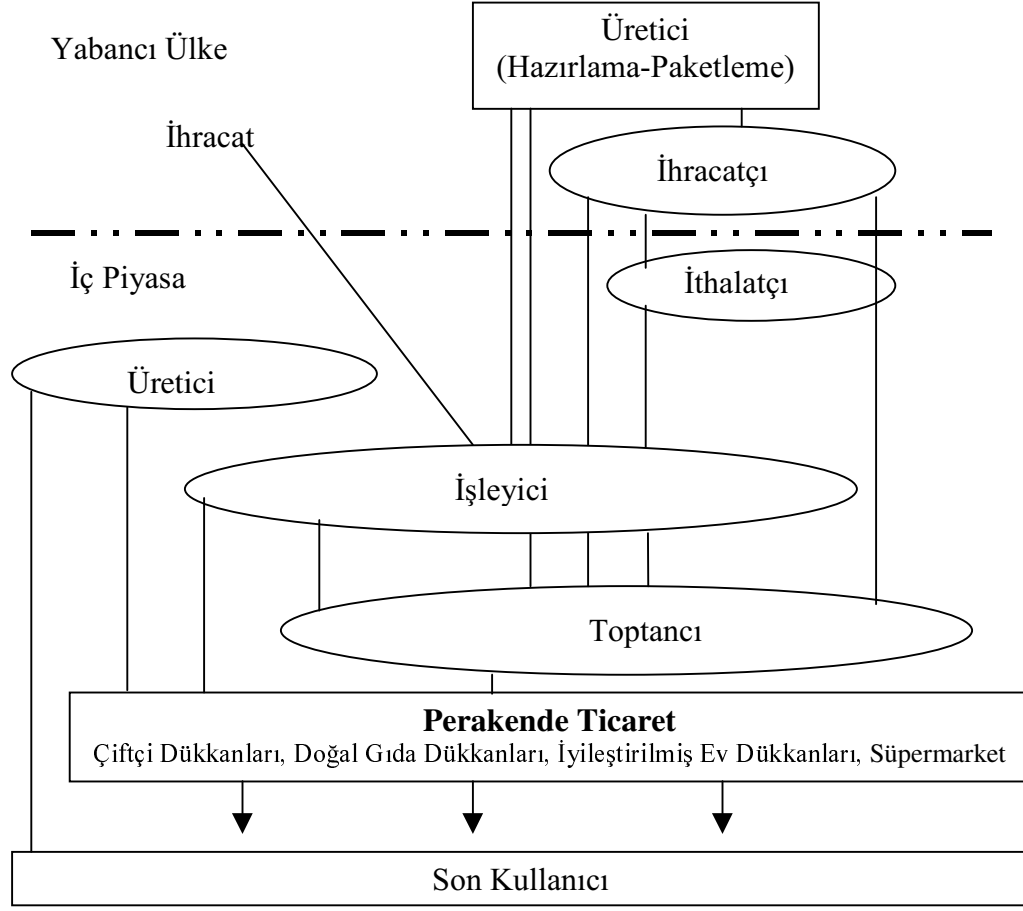 Yabancı Ülke
Üretici
(Hazırlama-Paketleme)
İhracat
İhracatçı
İç Piyasa
İthalatçı
Üretici
İşleyici
Toptancı
Perakende Ticaret
Çiftçi Dükkanları, Doğal Gıda Dükkanları, İyileştirilmiş Ev Dükkanları, Süpermarket
Son Kullanıcı